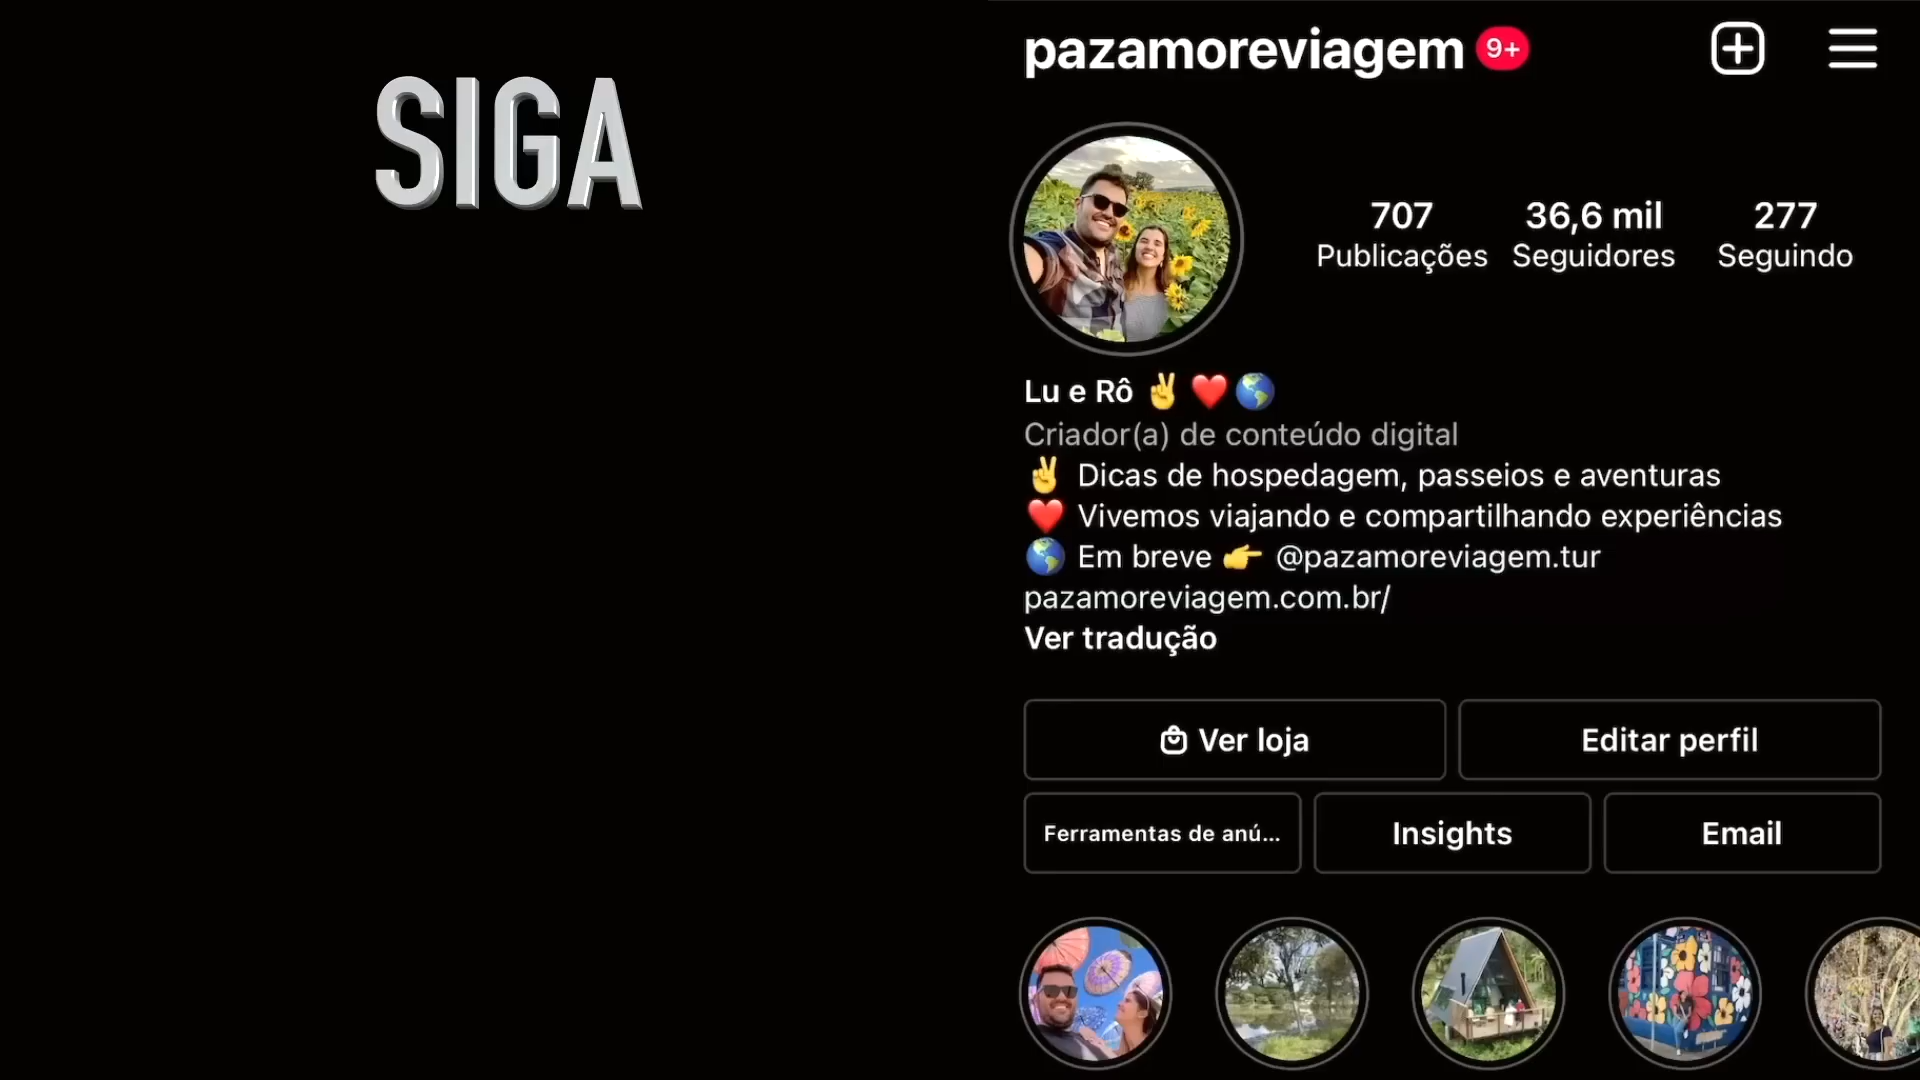 SIGA
pazamoreviagem 9+
707 36,6 mil 277
Publicações Seguidores Seguindo
Lu e Rô ✌️ ❤️ 🌎
Criador(a) de conteúdo digital
✌️ Dicas de hospedagem, passeios e aventuras
❤️ Vivemos viajando e compartilhando experiências
🌎 Em breve 👉 @pazamoreviagem.tur
pazamoreviagem.com.br/
Ver tradução
Ver loja Editar perfil
Ferramentas de anú... Insights Email